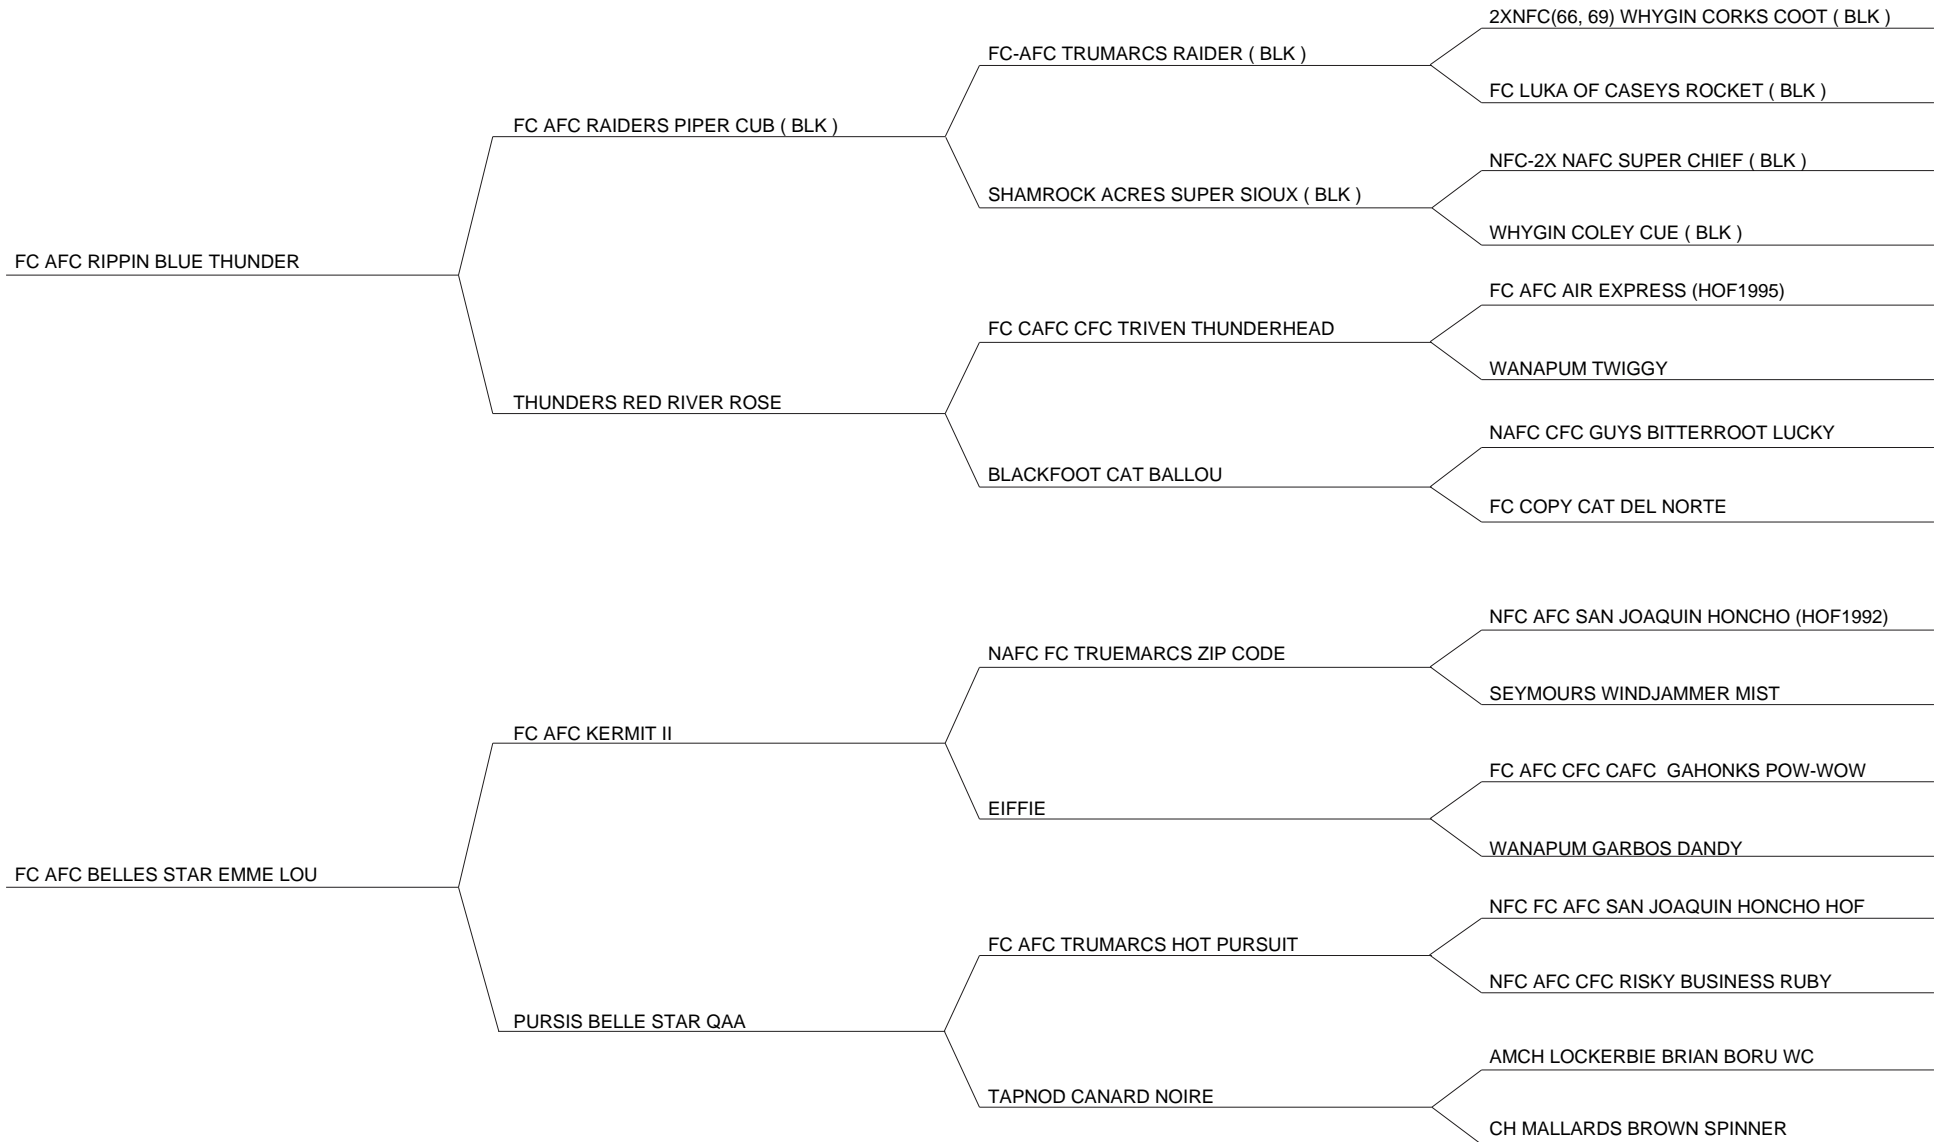 2XNFC(66, 69) WHYGIN CORKS COOT ( BLK )
FC-AFC TRUMARCS RAIDER ( BLK )
FC LUKA OF CASEYS ROCKET ( BLK )
FC AFC RAIDERS PIPER CUB ( BLK )
NFC-2X NAFC SUPER CHIEF ( BLK )
SHAMROCK ACRES SUPER SIOUX ( BLK )
WHYGIN COLEY CUE ( BLK )
FC AFC RIPPIN BLUE THUNDER
FC AFC AIR EXPRESS (HOF1995)
FC CAFC CFC TRIVEN THUNDERHEAD
WANAPUM TWIGGY
THUNDERS RED RIVER ROSE
NAFC CFC GUYS BITTERROOT LUCKY
BLACKFOOT CAT BALLOU
FC COPY CAT DEL NORTE
NFC AFC SAN JOAQUIN HONCHO (HOF1992)
NAFC FC TRUEMARCS ZIP CODE
SEYMOURS WINDJAMMER MIST
FC AFC KERMIT II
FC AFC CFC CAFC  GAHONKS POW-WOW
EIFFIE
WANAPUM GARBOS DANDY
FC AFC BELLES STAR EMME LOU
NFC FC AFC SAN JOAQUIN HONCHO HOF
FC AFC TRUMARCS HOT PURSUIT
NFC AFC CFC RISKY BUSINESS RUBY
PURSIS BELLE STAR QAA
AMCH LOCKERBIE BRIAN BORU WC
TAPNOD CANARD NOIRE
CH MALLARDS BROWN SPINNER